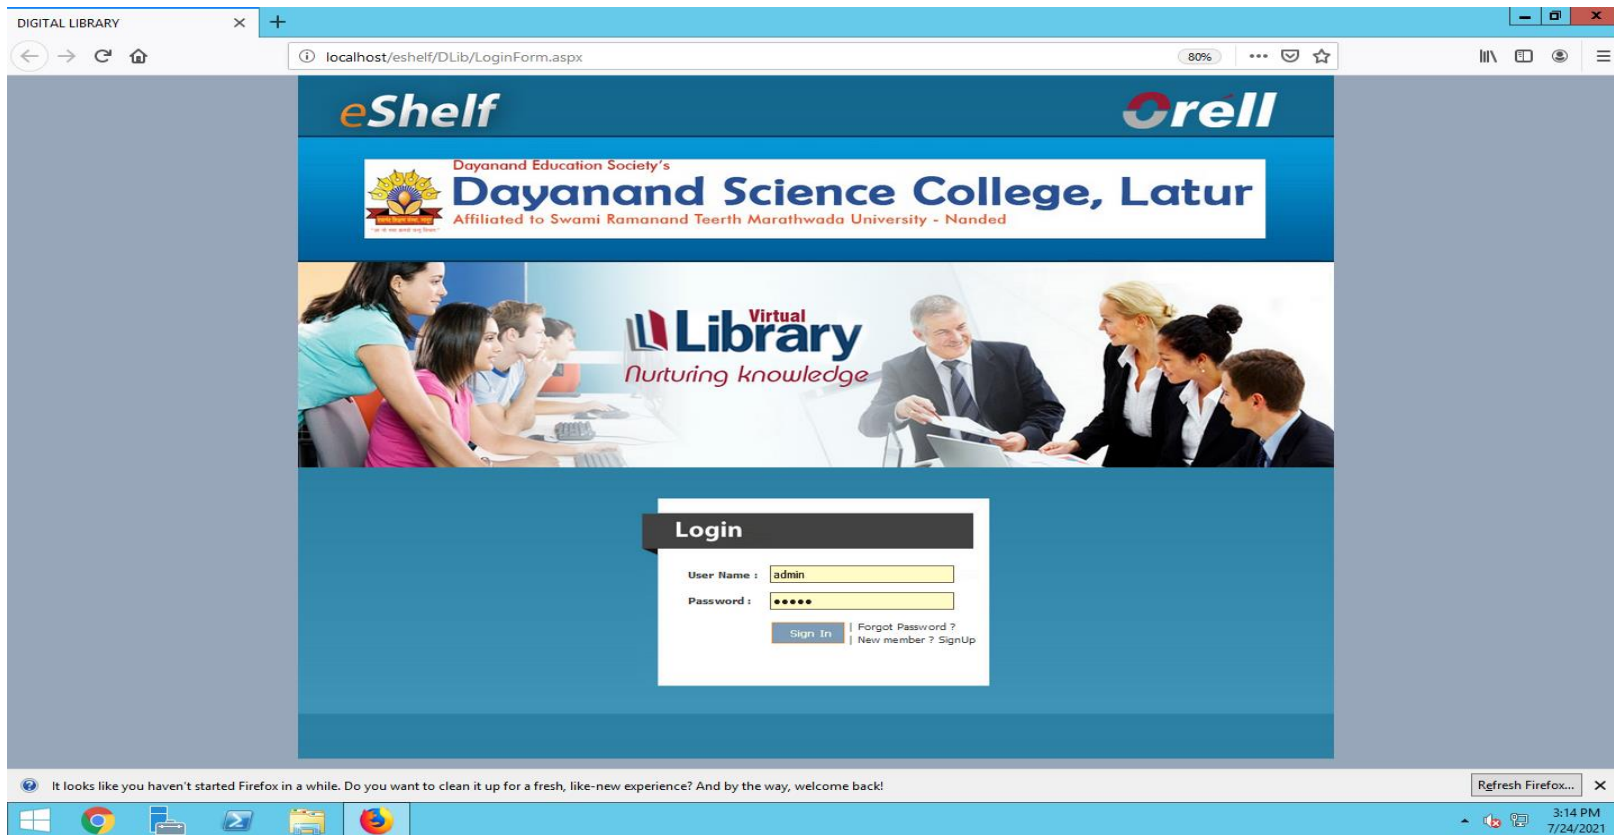 DIGITAL LIBRARY
localhost/eshelf/DLib/LoginForm.aspx
80%
eShelf
Orell
Dayanand Education Society's
Dayanand Science College, Latur
Affiliated to Swami Ramanand Teerth Marathwada University - Nanded
Virtual
Library
Nurturing knowledge
Login
User Name :
admin
Password :
Sign In
| Forgot Password ?
| New member ? SignUp
It looks like you haven't started Firefox in a while. Do you want to clean it up for a fresh, like-new experience? And by the way, welcome back!
Refresh Firefox...
3:14 PM
7/24/2021